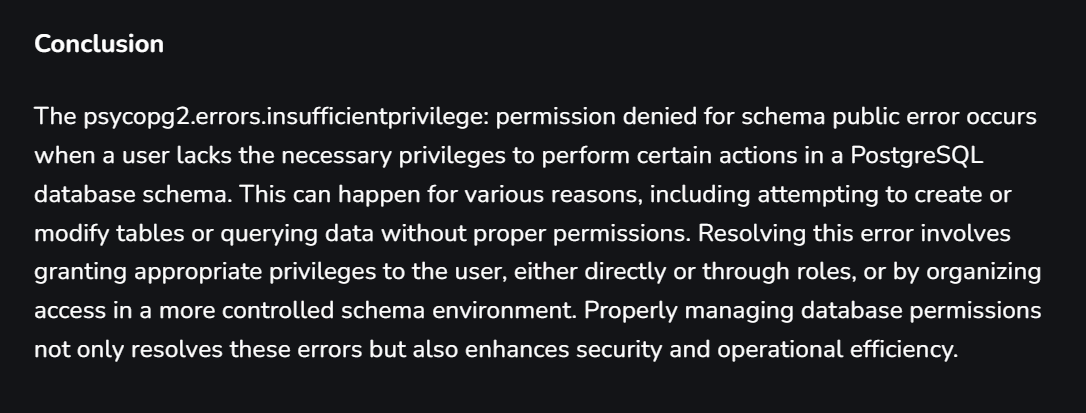 Conclusion
The psycopg2.errors.insufficientprivilege: permission denied for schema public error occurs
when a user lacks the necessary privileges to perform certain actions in a PostgreSQL
database schema. This can happen for various reasons, including attempting to create or
modify tables or querying data without proper permissions. Resolving this error involves
granting appropriate privileges to the user, either directly or through roles, or by organizing
access in a more controlled schema environment. Properly managing database permissions
not only resolves these errors but also enhances security and operational efficiency.